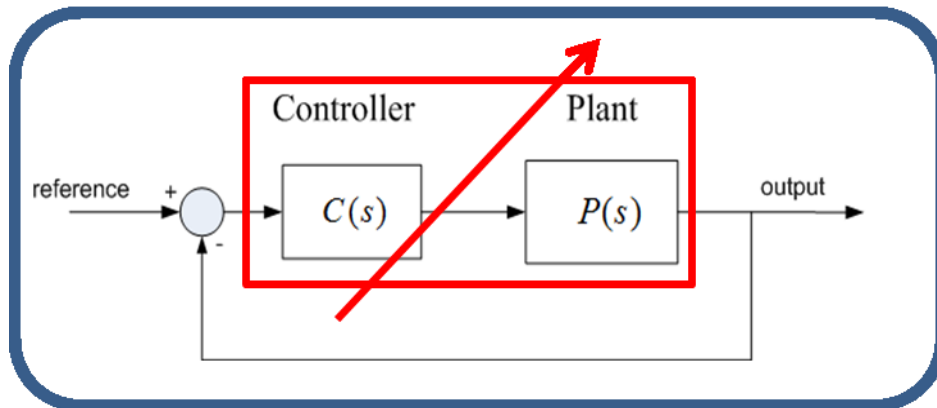 Controller Plant
reference + C(s) P(s) output
-